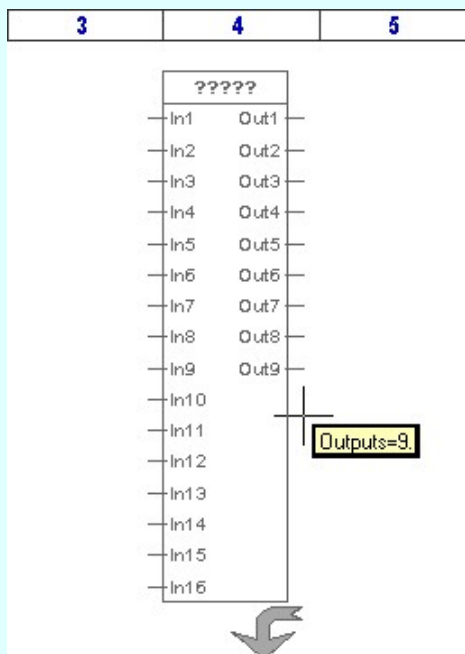 3 4 5
?????
In1 Out1
In2 Out2
In3 Out3
In4 Out4
In5 Out5
In6 Out6
In7 Out7
In8 Out8
In9 Out9
In10
In11
Outputs=9.
In12
In13
In14
In15
In16